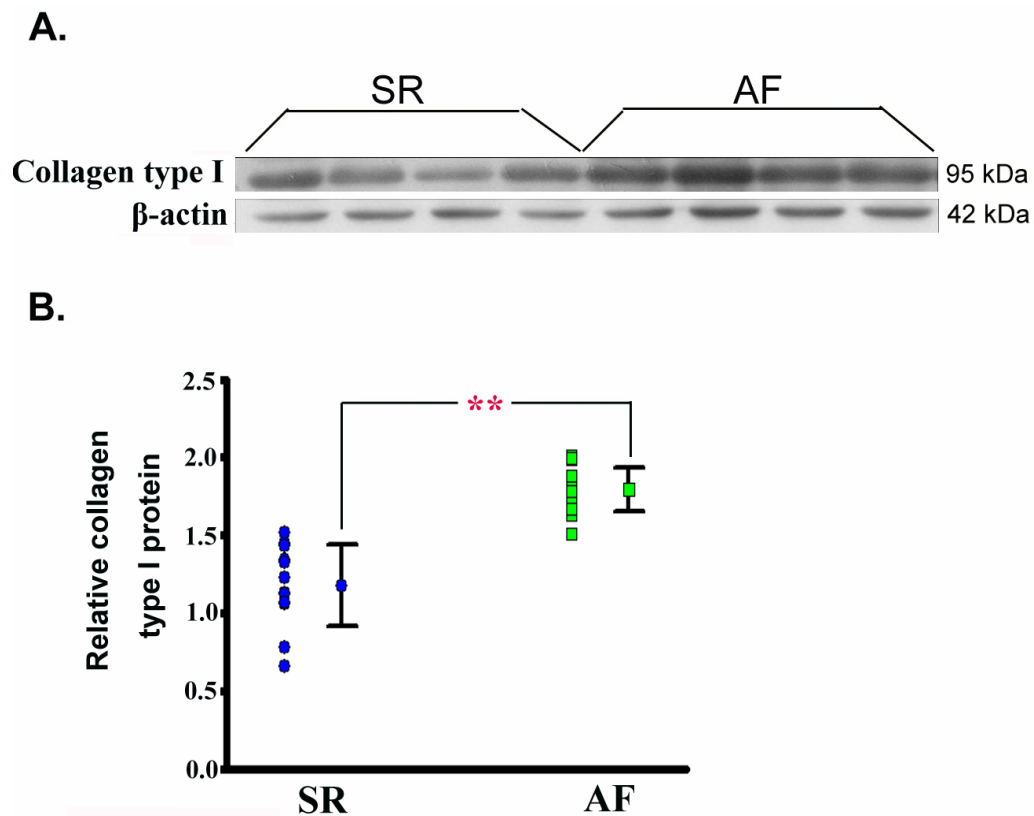 A.
SR AF
Collagen type I 95 kDa
β-actin 42 kDa
B.
Relative collagen
type I protein
2.5
2.0
1.5
1.0
0.5
0.0
**
SR AF